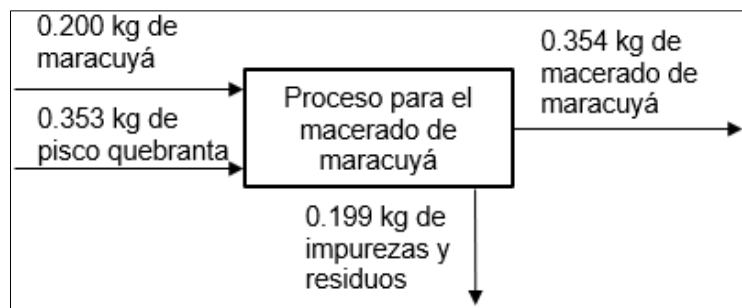 0.200 kg de
maracuyá
0.353 kg de
pisco quebranta
Proceso para el
macerado de
maracuyá
0.354 kg de
macerado de
maracuyá
0.199 kg de
impurezas y
residuos